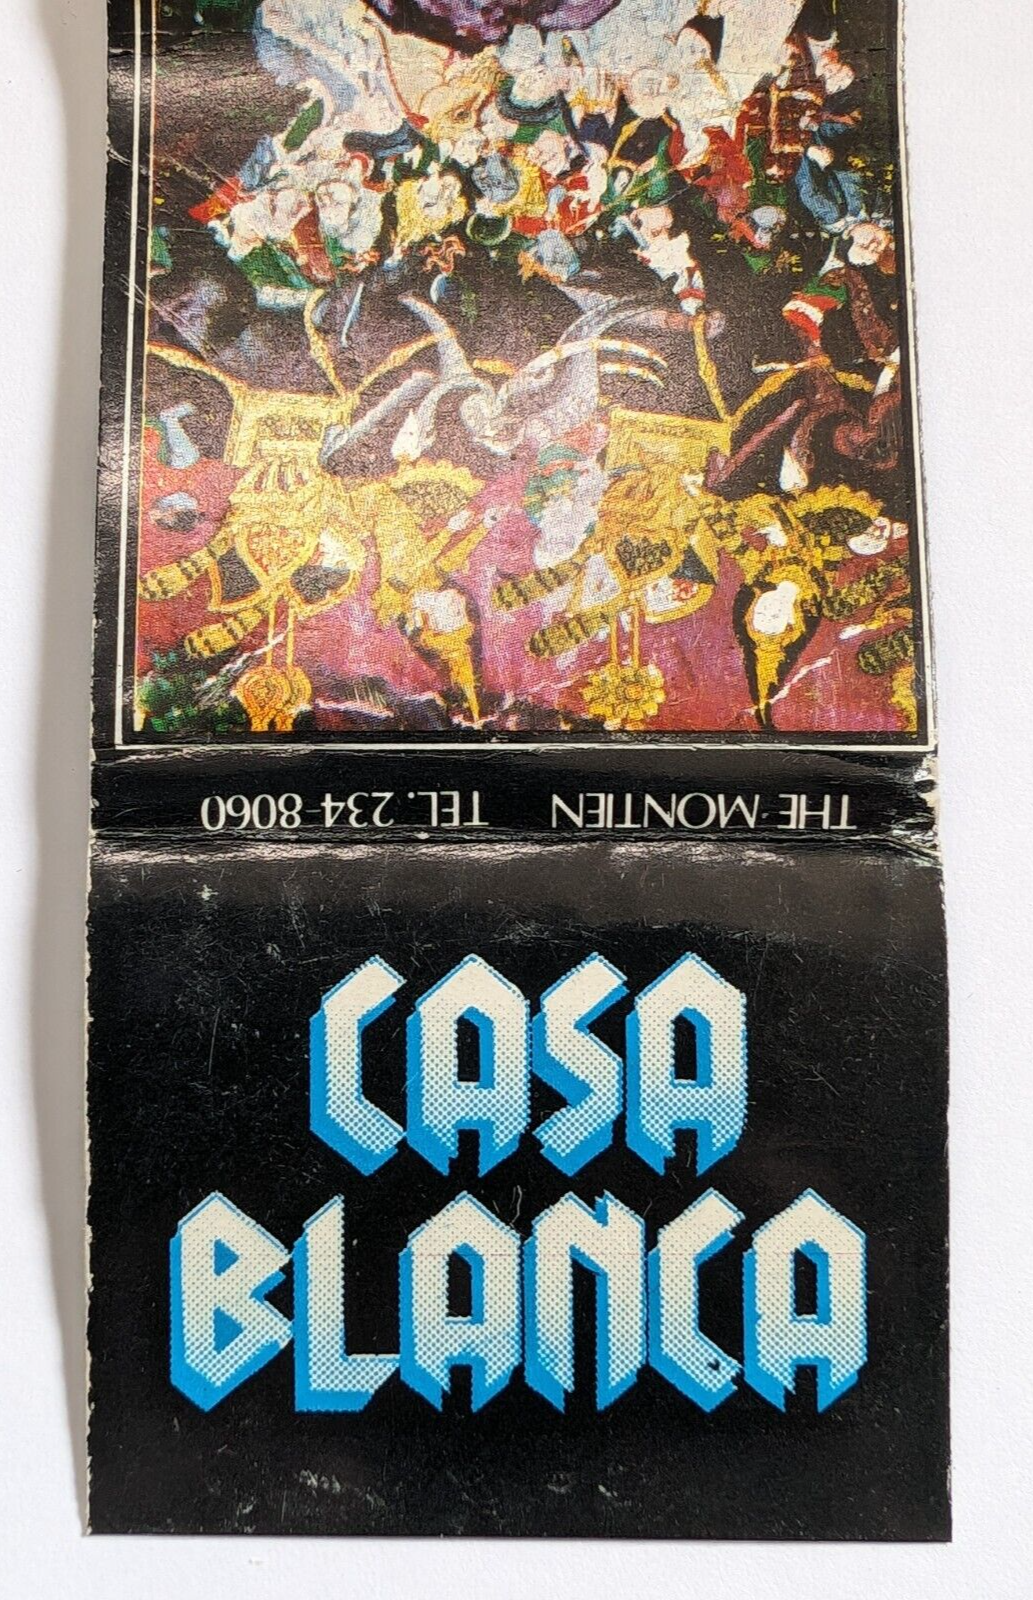 THE MONTIEN TEL. 234-8060
CASA
BLANCA